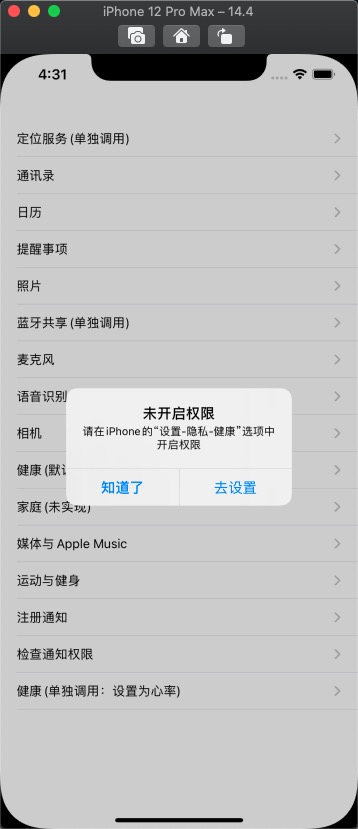 iPhone 12 Pro Max – 14.4
4:31
定位服务 (单独调用)
通讯录
日历
提醒事项
照片
蓝牙共享 (单独调用)
麦克风
语音识别
相机
健康 (默
家庭 (未实现)
媒体与 Apple Music
运动与健身
注册通知
检查通知权限
健康 (单独调用：设置为心率)
未开启权限
请在iPhone的“设置-隐私-健康”选项中
开启权限
知道了
去设置